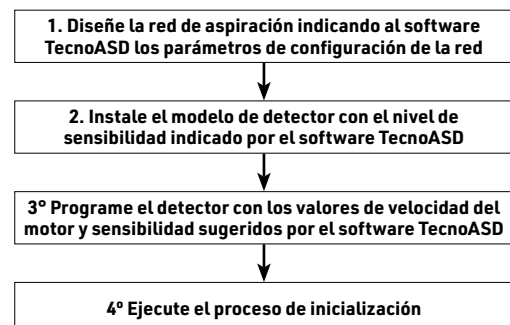 1. Diseñe la red de aspiración indicando al software
TecnoASD los parámetros de configuración de la red
2. Instale el modelo de detector con el nivel de
sensibilidad indicado por el software TecnoASD
3° Programe el detector con los valores de velocidad del
motor y sensibilidad sugeridos por el software TecnoASD
4º Ejecute el proceso de inicialización